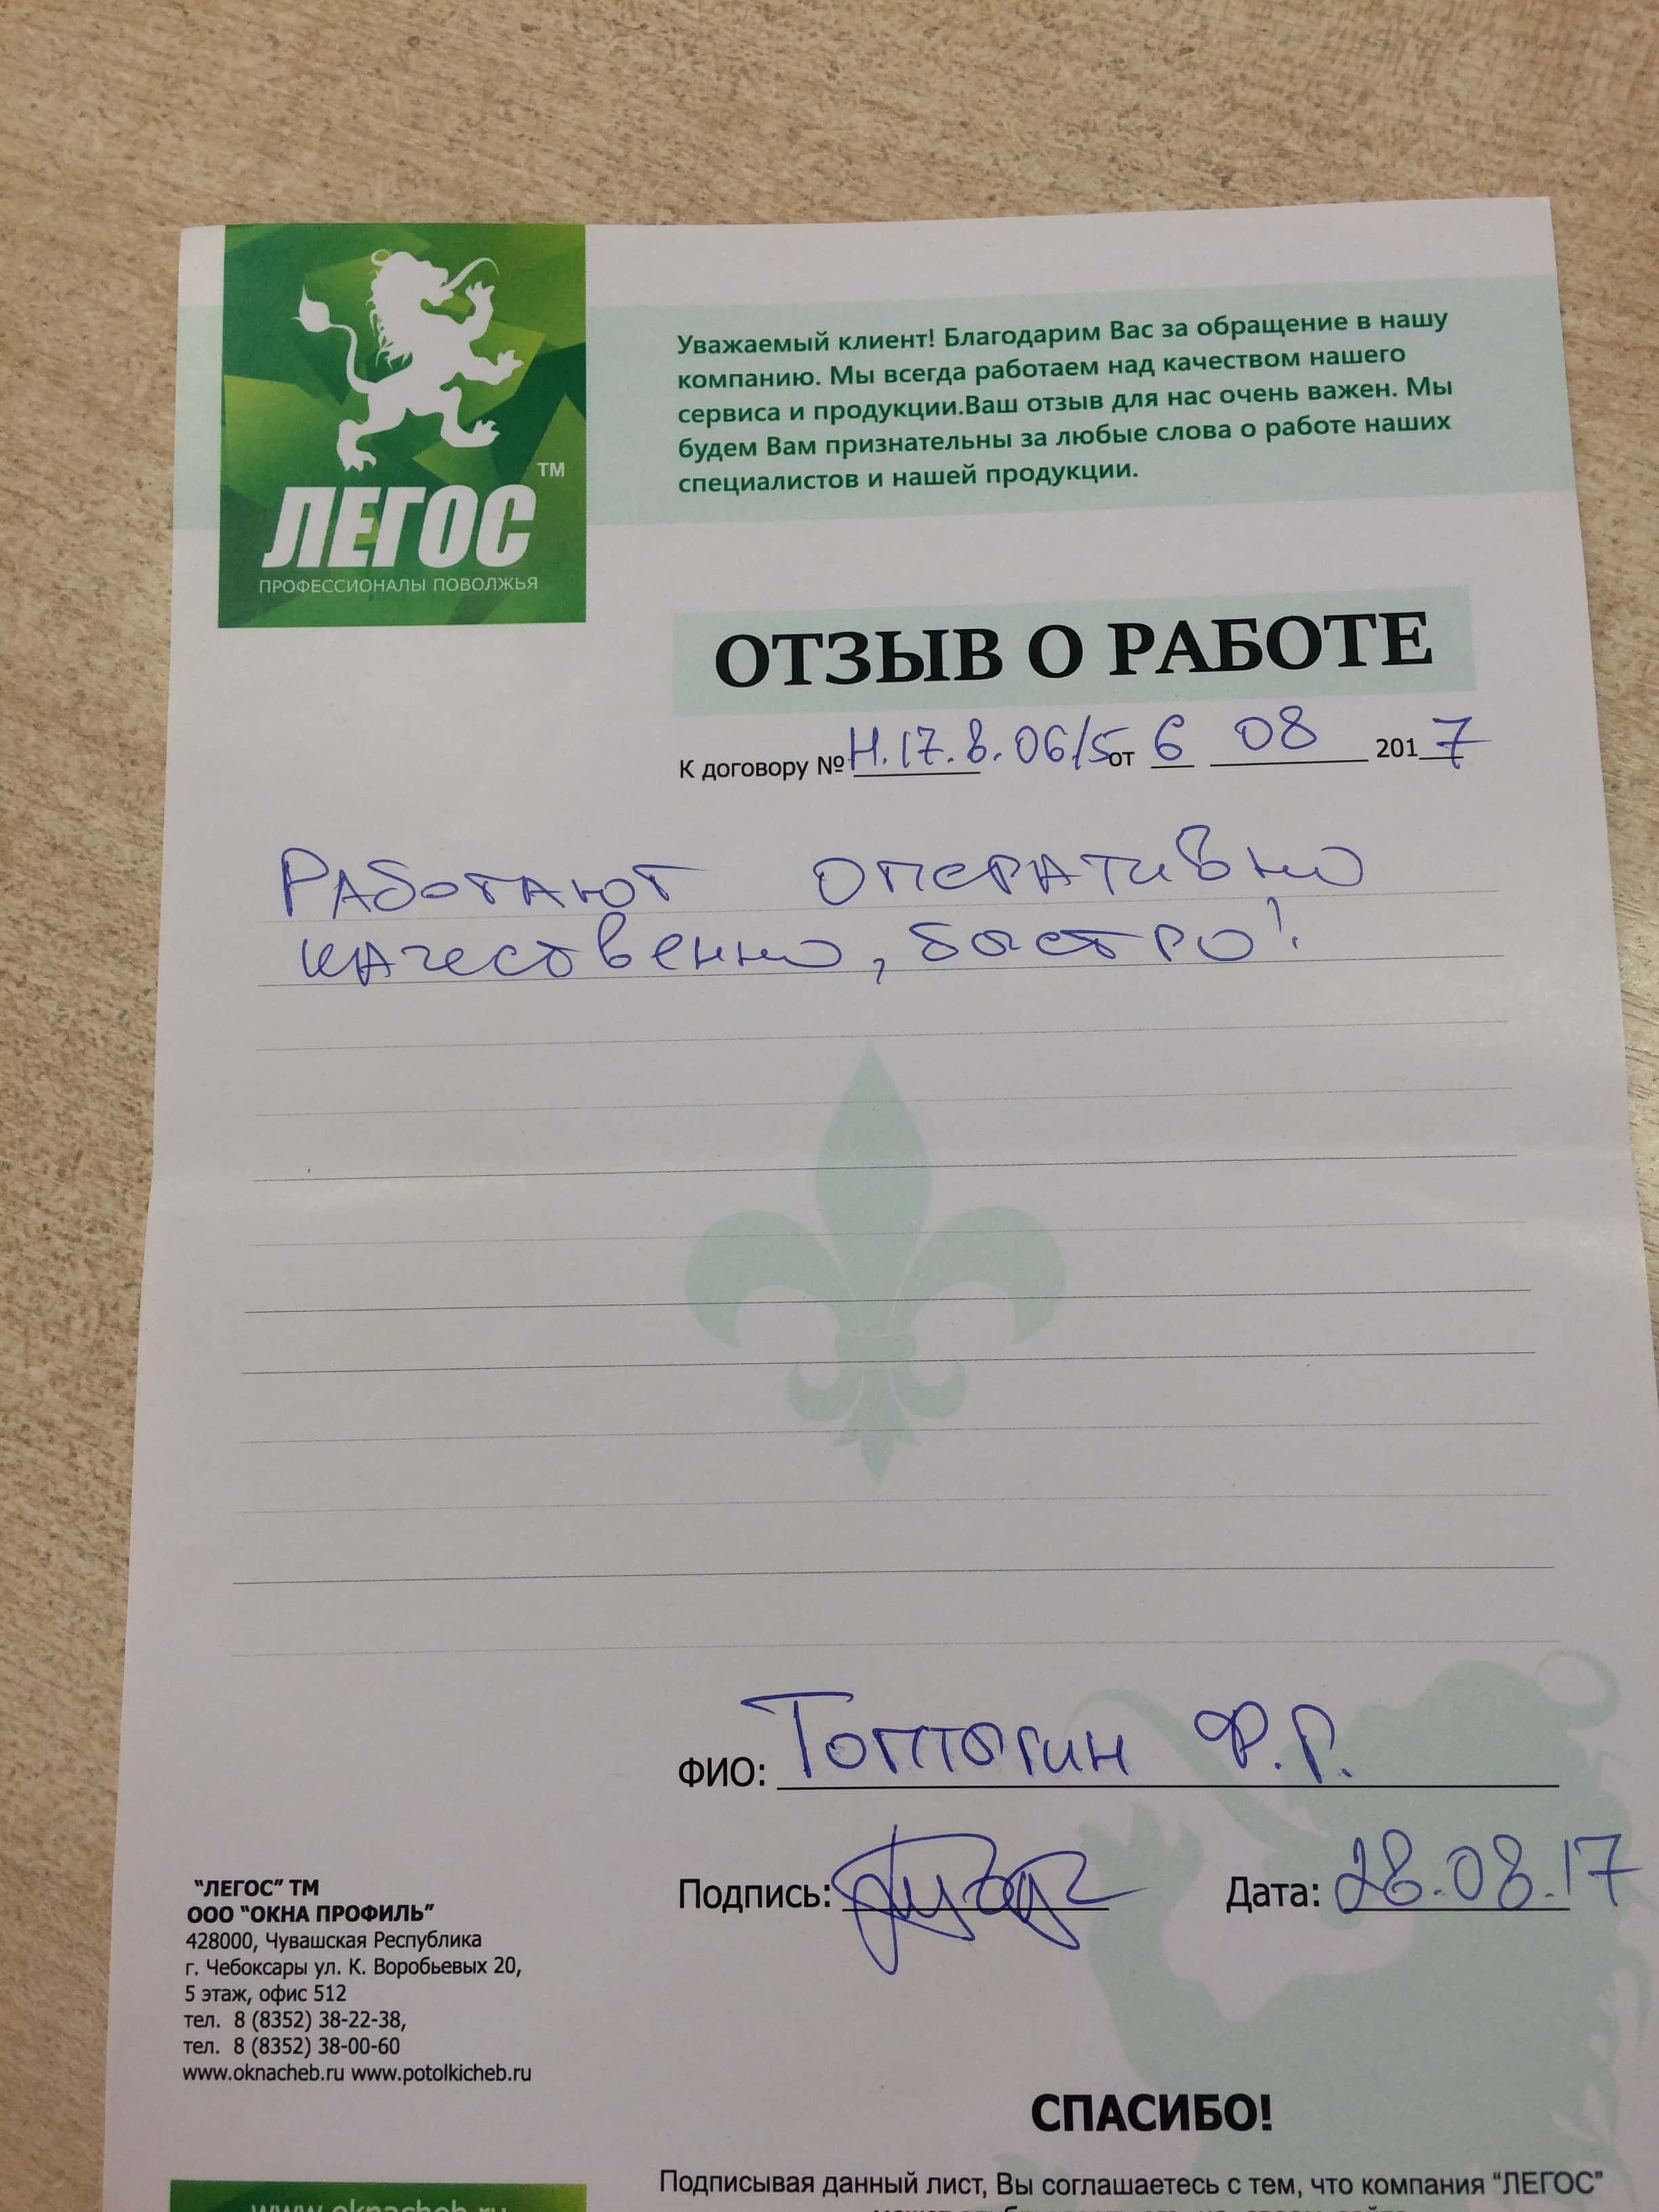 Уважаемый клиент! Благодарим Вас за обращение в нашу
компанию. Мы всегда работаем над качеством нашего
сервиса и продукции.Ваш отзыв для нас очень важен. Мы
будем Вам признательны за любые слова о работе наших
специалистов и нашей продукции.
TM
ЛЕГОС
ПРОФЕССИОНАЛЫ ПОВОЛЖЬЯ
ОТЗЫВ О РАБОТЕ
К договору № Н.17.8.06/5 от 6 08 2017
Работают оперативно
качественно, быстро!
ФИО: Топтыгин Ф.Г.
Подпись: Дата: 28.08.17
"ЛЕГОС" ТМ
ООО "ОКНА ПРОФИЛЬ"
428000, Чувашская Республика
г. Чебоксары ул. К. Воробьевых 20,
5 этаж, офис 512
тел. 8 (8352) 38-22-38,
тел. 8 (8352) 38-00-60
www.oknacheb.ru www.potolkicheb.ru
СПАСИБО!
Подписывая данный лист, Вы соглашаетесь с тем, что компания "ЛЕГОС"
www.oknacheb.ru